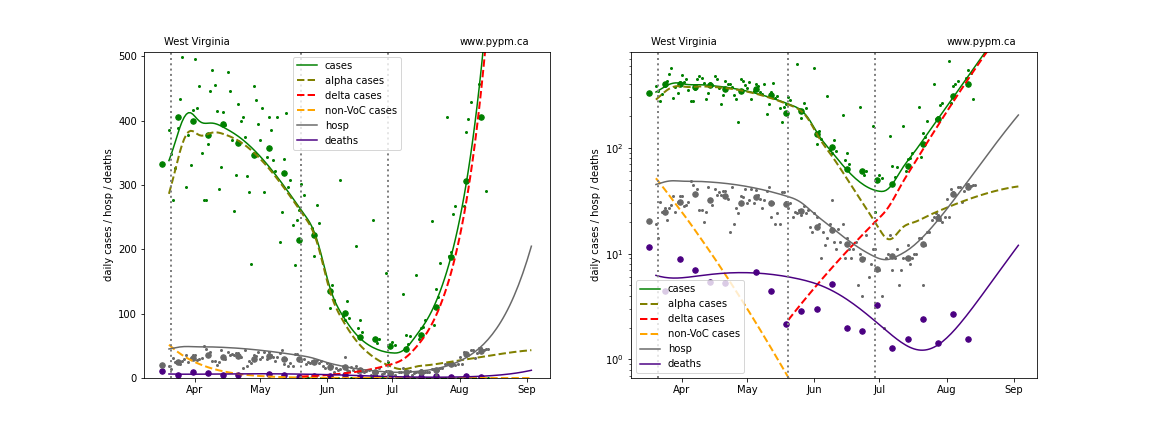 West Virginia
www.pypm.ca
500
400
300
200
100
0
daily cases / hosp / deaths
cases
alpha cases
delta cases
non-VoC cases
hosp
deaths
Apr
May
Jun
Jul
Aug
Sep
West Virginia
www.pypm.ca
10²
10¹
10⁰
daily cases / hosp / deaths
cases
alpha cases
delta cases
non-VoC cases
hosp
deaths
Apr
May
Jun
Jul
Aug
Sep